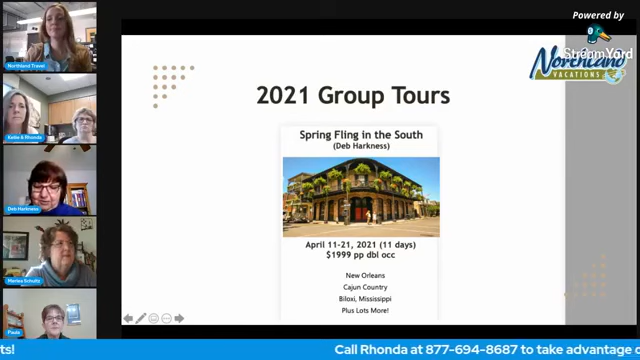 Powered by
StreamYard
Northland
VACATIONS
2021 Group Tours
Spring Fling in the South
(Deb Harkness)
April 11-21, 2021 (11 days)
$1999 pp dbl occ
New Orleans
Cajun Country
Biloxi, Mississippi
Plus Lots More!
Northland Travel
Katie & Rhonda
Deb Harkness
Monica Schultz
Paula
ts!
Call Rhonda at 877-694-8687 to take advantage o